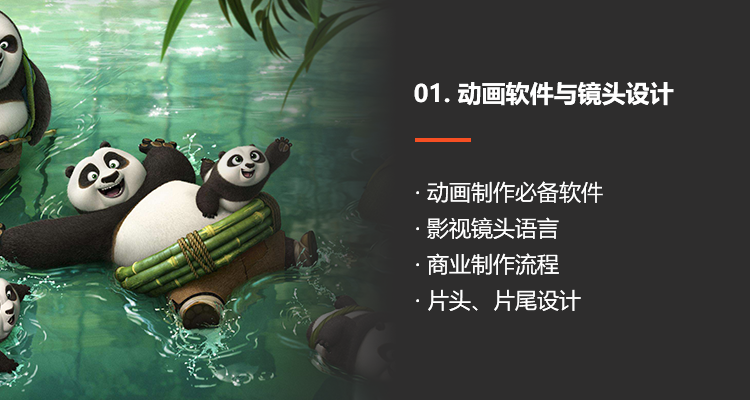 01. 动画软件与镜头设计
· 动画制作必备软件
· 影视镜头语言
· 商业制作流程
· 片头、片尾设计